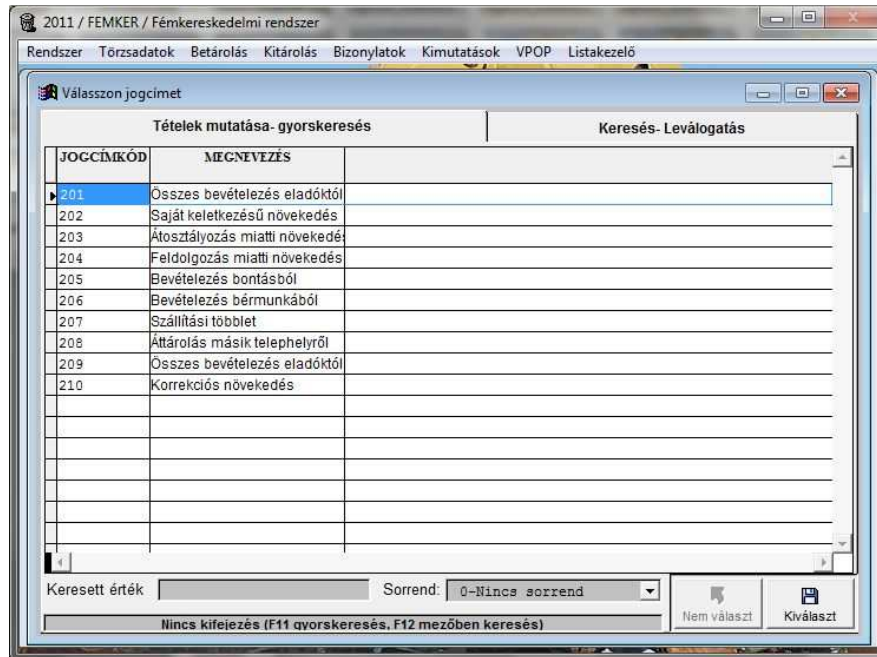 2011 / FEMKER / Fémkereskedelmi rendszer
Rendszer Törzsadatok Betárolás Kitárolás Bizonylatok Kimutatások VPOP Listakezelő
Válasszon jogcímet
Tételek mutatása- gyorskeresés Keresés- Leválogatás
JOGCÍMKÓD MEGNEVEZÉS
201 Összes bevételezés eladóktól
202 Saját keletkezésű növekedés
203 Átosztályozás miatti növekedé
204 Feldolgozás miatti növekedés
205 Bevételezés bontásból
206 Bevételezés bérmunkából
207 Szállítási többlet
208 Áttárolás másik telephelyről
209 Összes bevételezés eladóktól
210 Korrekciós növekedés
Keresett érték Sorrend: 0-Nincs sorrend
Nem választ Kiválaszt
Nincs kifejezés (F11 gyorskeresés, F12 mezőben keresés)